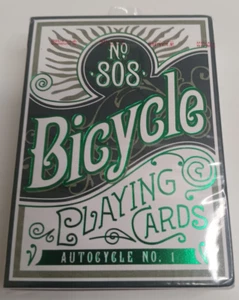 No.
808
Bicycle
PLAYING
CARDS
AUTOCYCLE NO. 1